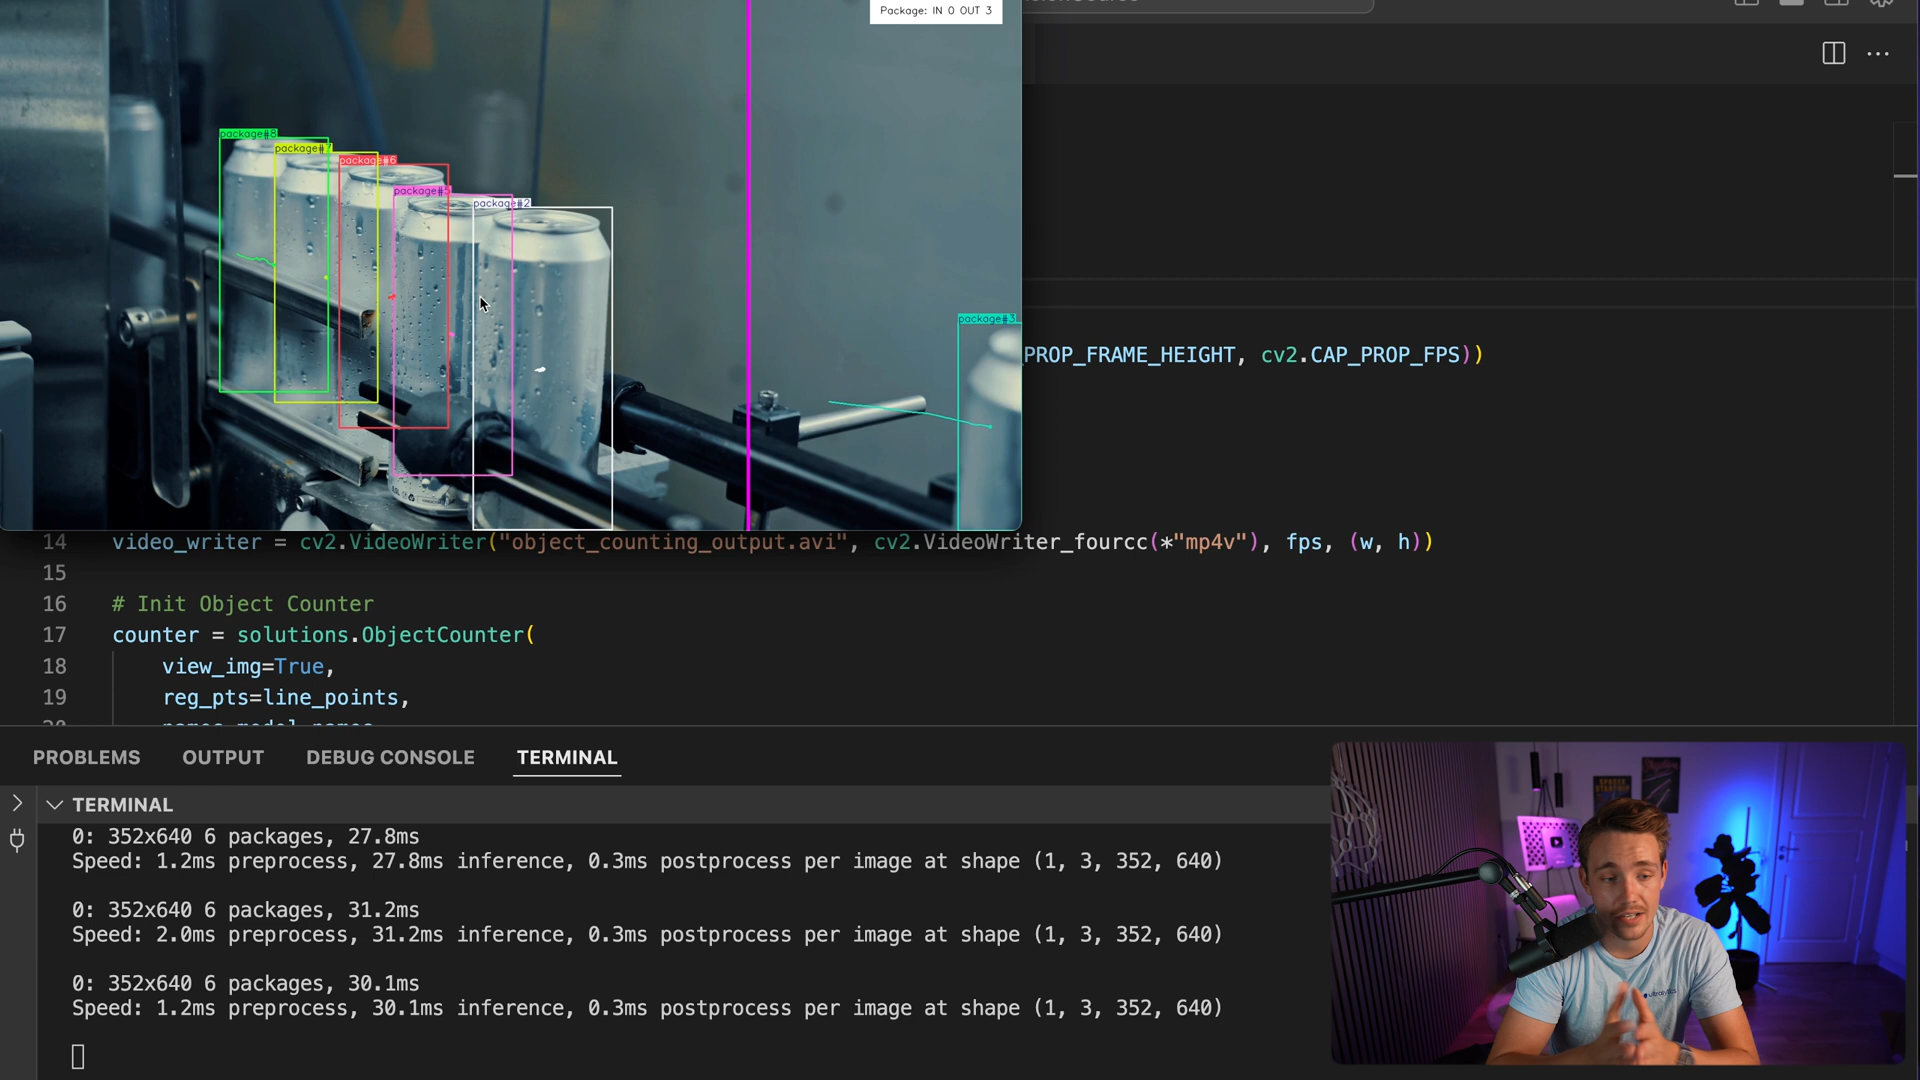 Package: IN 0 OUT 3
package#8
package#7
package#6
package#5
package#2
package#3
PROP_FRAME_HEIGHT, cv2.CAP_PROP_FPS))
14 video_writer = cv2.VideoWriter("object_counting_output.avi", cv2.VideoWriter_fourcc(*"mp4v"), fps, (w, h))
15
16 # Init Object Counter
17 counter = solutions.ObjectCounter(
18 view_img=True,
19 reg_pts=line_points,
PROBLEMS OUTPUT DEBUG CONSOLE TERMINAL
TERMINAL
0: 352x640 6 packages, 27.8ms
Speed: 1.2ms preprocess, 27.8ms inference, 0.3ms postprocess per image at shape (1, 3, 352, 640)
0: 352x640 6 packages, 31.2ms
Speed: 2.0ms preprocess, 31.2ms inference, 0.3ms postprocess per image at shape (1, 3, 352, 640)
0: 352x640 6 packages, 30.1ms
Speed: 1.2ms preprocess, 30.1ms inference, 0.3ms postprocess per image at shape (1, 3, 352, 640)
ultralytics